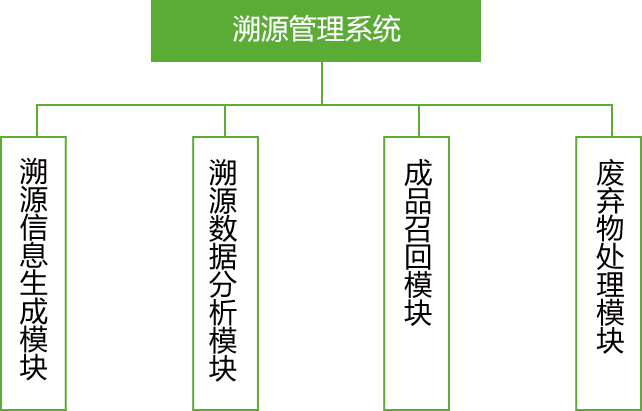 溯源管理系统
溯源信息生成模块
溯源数据分析模块
成品召回模块
废弃物处理模块